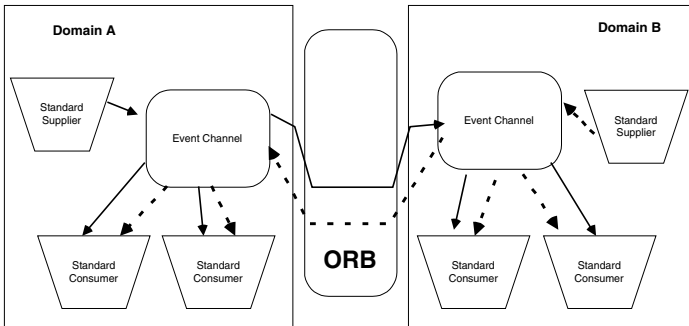 Domain A
Domain B
Standard
Supplier
Event Channel
Event Channel
Standard
Supplier
ORB
Standard
Consumer
Standard
Consumer
Standard
Consumer
Standard
Consumer